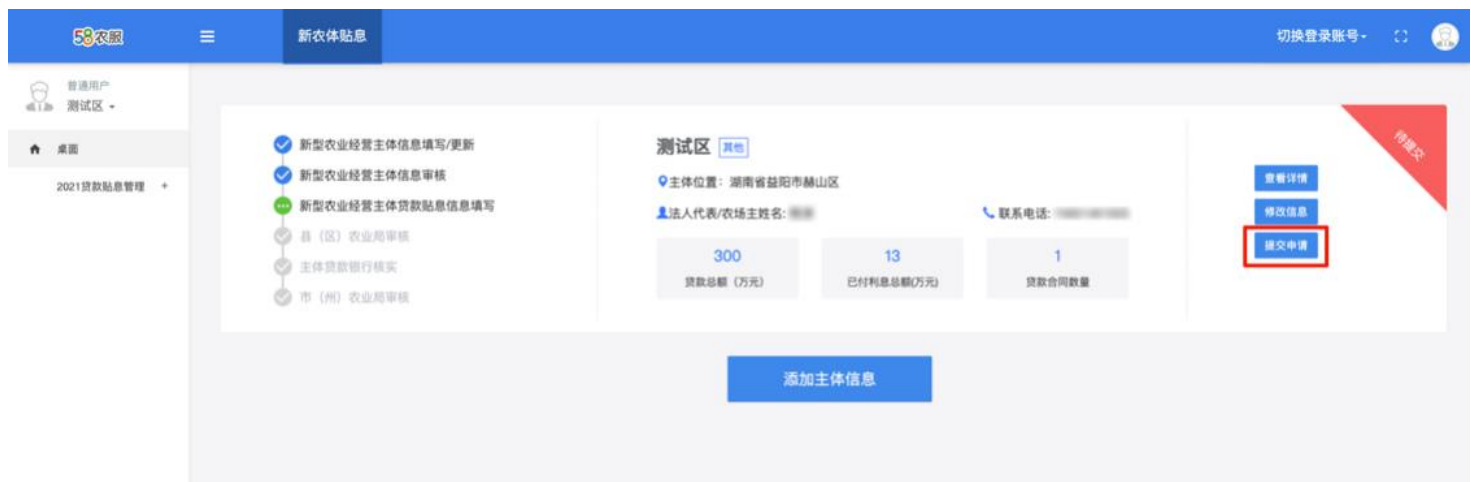 58农服
新农体贴息
切换登录账号
普通用户
测试区
桌面
2021贷款贴息管理 +
新型农业经营主体信息填写/更新
新型农业经营主体信息审核
新型农业经营主体贷款贴息信息填写
县（区）农业局审核
主体贷款银行核实
市（州）农业局审核
测试区 其他
主体位置：湖南省益阳市赫山区
法人代表/农场主姓名:
联系电话:
300
贷款总额（万元）
13
已付利息总额(万元)
1
贷款合同数量
待提交
查看详情
修改信息
提交申请
添加主体信息